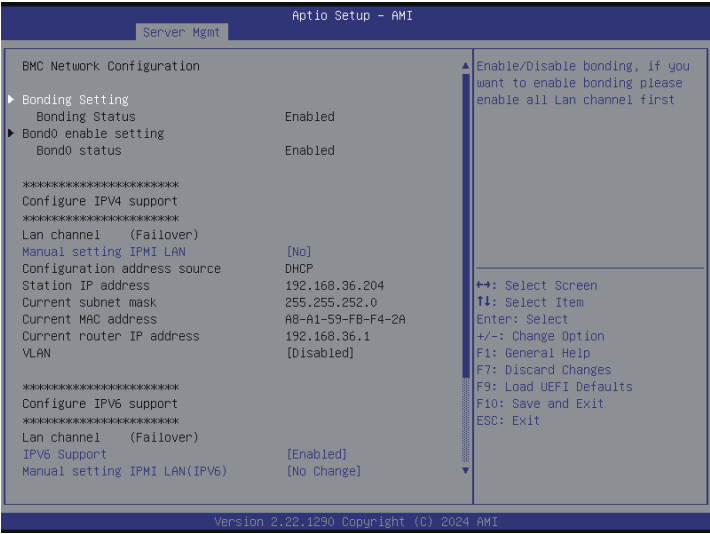 Aptio Setup - AMI
Server Mgmt
BMC Network Configuration
Bonding Setting
Bonding Status Enabled
Bond0 enable setting
Bond0 status Enabled
**********************
Configure IPV4 support
**********************
Lan channel (Failover)
Manual setting IPMI LAN [No]
Configuration address source DHCP
Station IP address 192.168.36.204
Current subnet mask 255.255.252.0
Current MAC address A8-A1-59-FB-F4-2A
Current router IP address 192.168.36.1
VLAN [Disabled]
**********************
Configure IPV6 support
**********************
Lan channel (Failover)
IPV6 Support [Enabled]
Manual setting IPMI LAN(IPV6) [No Change]
Enable/Disable bonding, if you
want to enable bonding please
enable all Lan channel first
↔: Select Screen
↑↓: Select Item
Enter: Select
+/-: Change Option
F1: General Help
F7: Discard Changes
F9: Load UEFI Defaults
F10: Save and Exit
ESC: Exit
Version 2.22.1290 Copyright (C) 2024 AMI